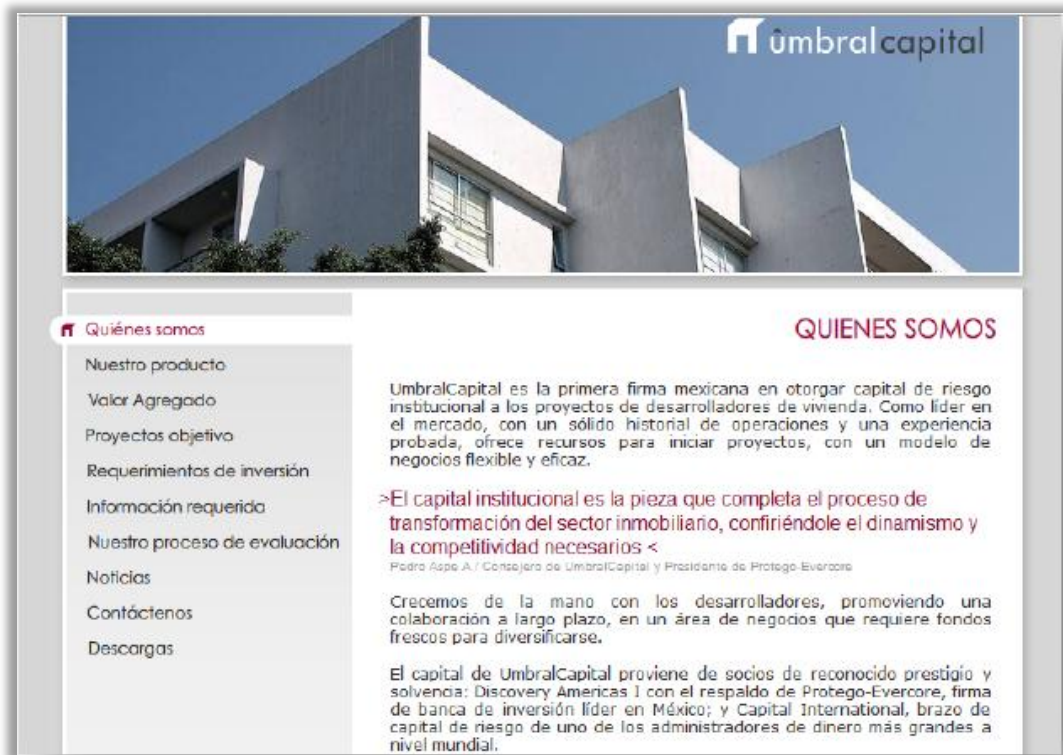 ûmbralcapital
Quiénes somos
Nuestro producto
Valor Agregado
Proyectos objetivo
Requerimientos de inversión
Información requerida
Nuestro proceso de evaluación
Noticias
Contáctenos
Descargas
QUIENES SOMOS
UmbralCapital es la primera firma mexicana en otorgar capital de riesgo
institucional a los proyectos de desarrolladores de vivienda. Como líder en
el mercado, con un sólido historial de operaciones y una experiencia
probada, ofrece recursos para iniciar proyectos, con un modelo de
negocios flexible y eficaz.
>El capital institucional es la pieza que completa el proceso de
transformación del sector inmobiliario, confiriéndole el dinamismo y
la competitividad necesarios <
Pedro Aspe A./ Consejero de UmbralCapital y Presidente de Protego-Evercore
Crecemos de la mano con los desarrolladores, promoviendo una
colaboración a largo plazo, en un área de negocios que requiere fondos
frescos para diversificarse.
El capital de UmbralCapital proviene de socios de reconocido prestigio y
solvencia: Discovery Americas I con el respaldo de Protego-Evercore, firma
de banca de inversión líder en México; y Capital International, brazo de
capital de riesgo de uno de los administradores de dinero más grandes a
nivel mundial.